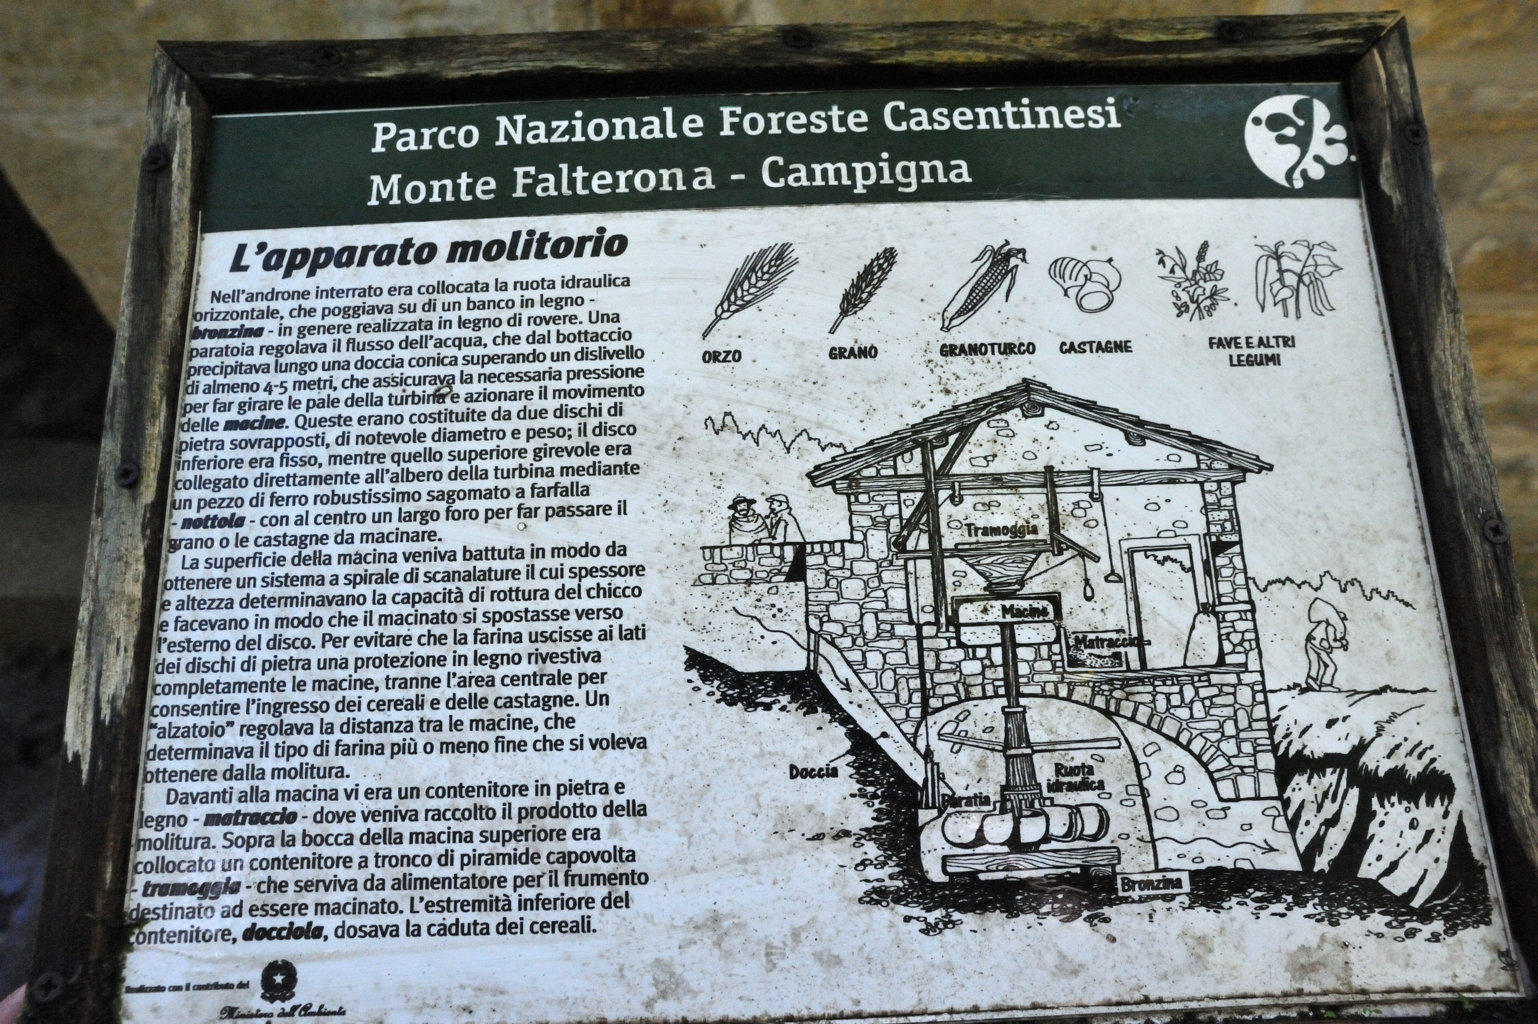 Parco Nazionale Foreste Casentinesi
Monte Falterona - Campigna
L'apparato molitorio
Nell'androne interrato era collocata la ruota idraulica
orizzontale, che poggiava su di un banco in legno -
bronzina - in genere realizzata in legno di rovere. Una
paratoia regolava il flusso dell'acqua, che dal bottaccio
precipitava lungo una doccia conica superando un dislivello
di almeno 4-5 metri, che assicurava la necessaria pressione
per far girare le pale della turbina e azionare il movimento
delle macine. Queste erano costituite da due dischi di
pietra sovrapposti, di notevole diametro e peso; il disco
inferiore era fisso, mentre quello superiore girevole era
collegato direttamente all'albero della turbina mediante
un pezzo di ferro robustissimo sagomato a farfalla
- nottola - con al centro un largo foro per far passare il
grano o le castagne da macinare.
La superficie della macina veniva battuta in modo da
ottenere un sistema a spirale di scanalature il cui spessore
e altezza determinavano la capacità di rottura del chicco
e facevano in modo che il macinato si spostasse verso
l'esterno del disco. Per evitare che la farina uscisse ai lati
dei dischi di pietra una protezione in legno rivestiva
completamente le macine, tranne l'area centrale per
consentire l'ingresso dei cereali e delle castagne. Un
"alzatoio" regolava la distanza tra le macine, che
determinava il tipo di farina più o meno fine che si voleva
ottenere dalla molitura.
Davanti alla macina vi era un contenitore in pietra e
legno - matraccio - dove veniva raccolto il prodotto della
molitura. Sopra la bocca della macina superiore era
collocato un contenitore a tronco di piramide capovolta
- tramoggia - che serviva da alimentatore per il frumento
destinato ad essere macinato. L'estremità inferiore del
contenitore, docciola, dosava la caduta dei cereali.
Realizzato con il contributo del
Ministero dell'Ambiente
ORZO
GRANO
GRANOTURCO
CASTAGNE
FAVE E ALTRI
LEGUMI
Tramoggia
Macine
Matraccio
Doccia
Paratia
Ruota
idraulica
Bronzina